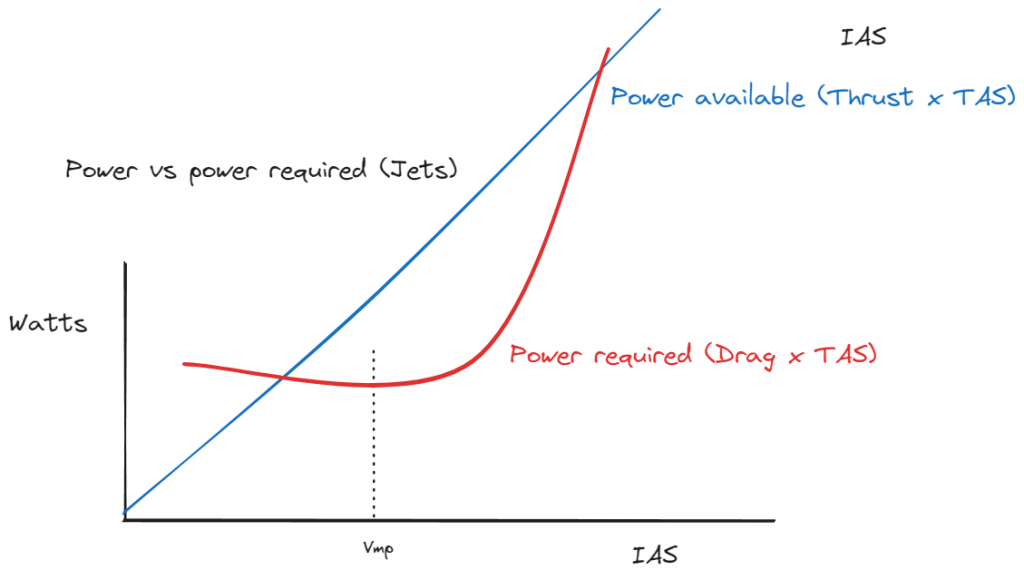 IAS
Power available (Thrust x TAS)
Power vs power required (Jets)
Watts
Power required (Drag x TAS)
Vmp
IAS